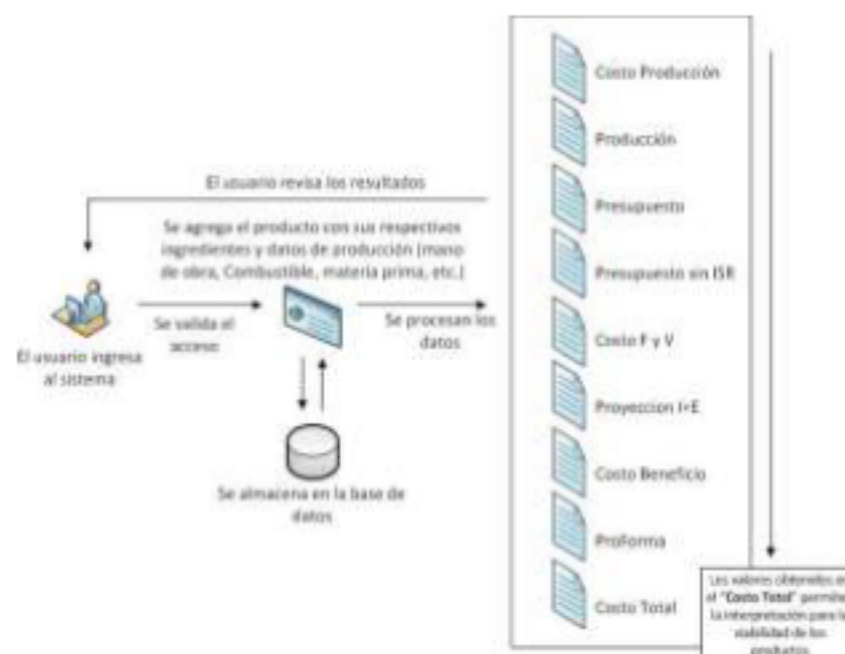 Costo Producción
Producción
Presupuesto
Presupuesto sin ISR
Costo F y V
Proyeccion I+E
Costo Beneficio
ProForma
Costo Total
El usuario revisa los resultados
Se agrega el producto con sus respectivos
ingredientes y datos de producción (mano
de obra, Combustible, materia prima, etc.)
El usuario ingresa
al sistema
Se valida el
acceso
Se procesan los
datos
Se almacena en la base de
datos
Los valores obtenidos en
el "Costo Total" permiten
la interpretación para la
viabilidad de los
productos